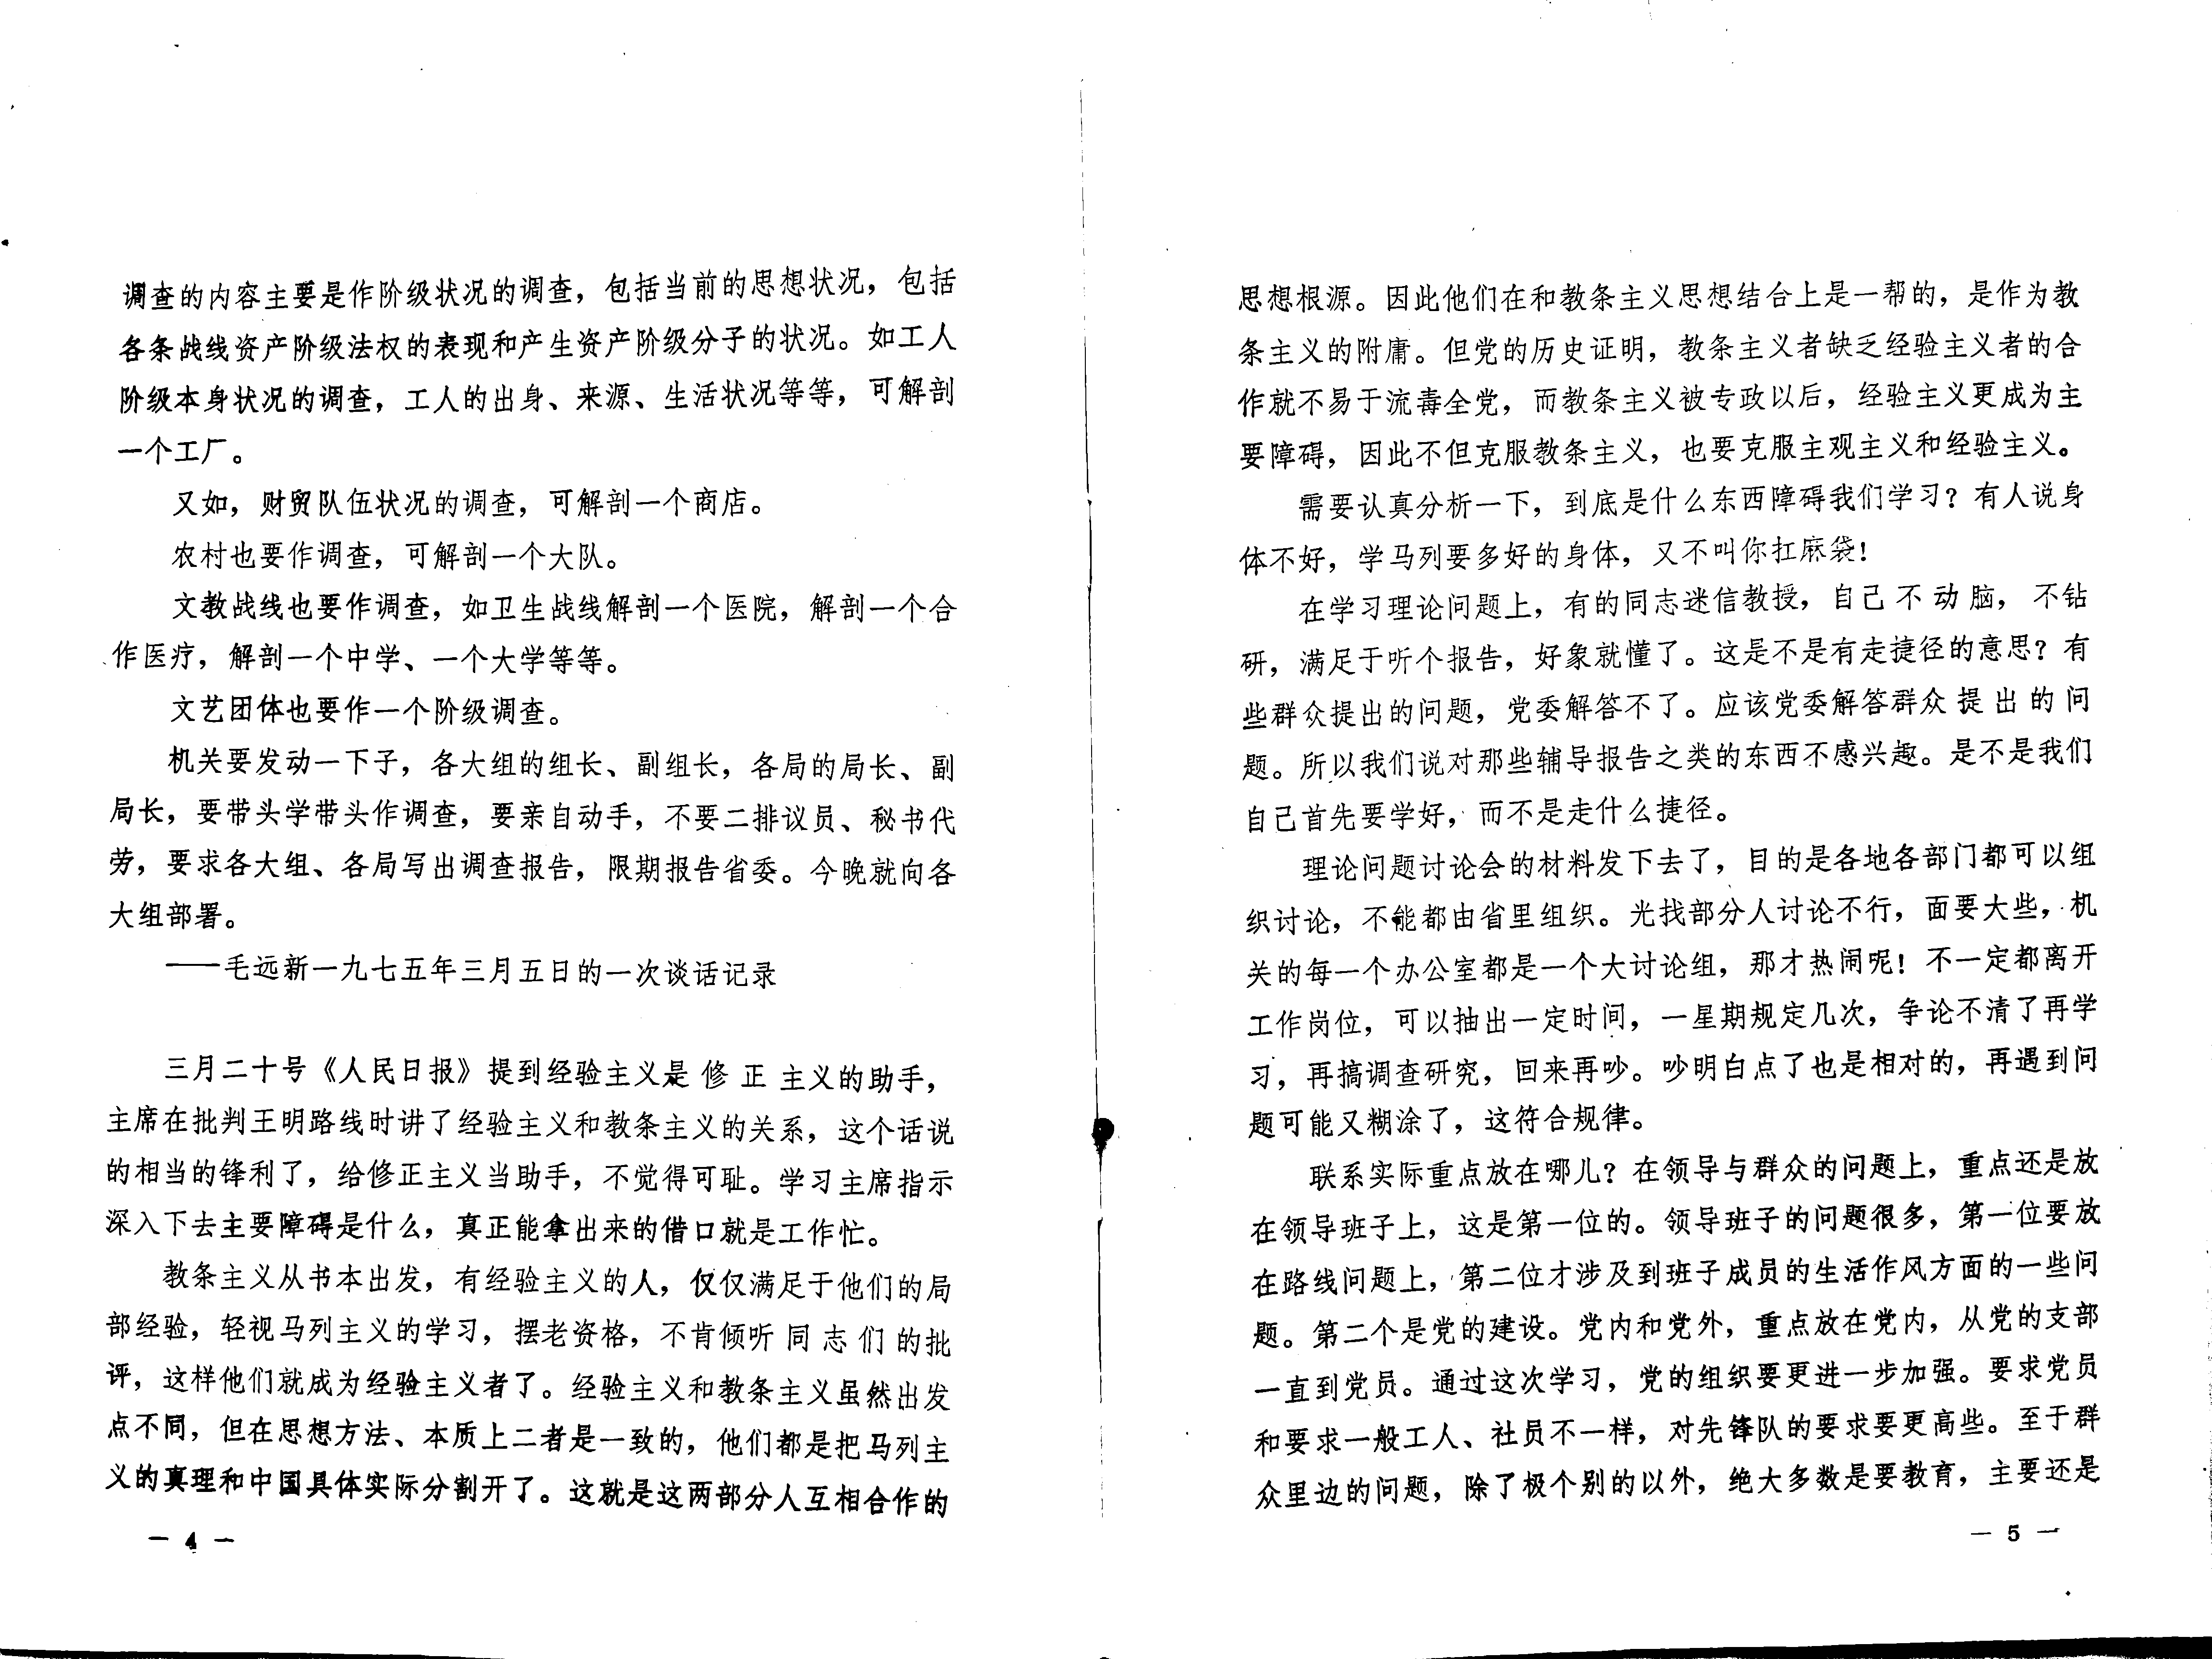 调查的内容主要是作阶级状况的调查，包括当前的思想状况，包括
各条战线资产阶级法权的表现和产生资产阶级分子的状况。如工人
阶级本身状况的调查，工人的出身、来源、生活状况等等，可解剖
一个工厂。
又如，财贸队伍状况的调查，可解剖一个商店。
农村也要作调查，可解剖一个大队。
文教战线也要作调查，如卫生战线解剖一个医院，解剖一个合
作医疗，解剖一个中学、一个大学等等。
文艺团体也要作一个阶级调查。
机关要发动一下子，各大组的组长、副组长，各局的局长、副
局长，要带头学带头作调查，要亲自动手，不要二排议员、秘书代
劳，要求各大组、各局写出调查报告，限期报告省委。今晚就向各
大组部署。
——毛远新一九七五年三月五日的一次谈话记录
三月二十号《人民日报》提到经验主义是修正主义的助手，
主席在批判王明路线时讲了经验主义和教条主义的关系，这个话说
的相当的锋利了，给修正主义当助手，不觉得可耻。学习主席指示
深入下去主要障碍是什么，真正能拿出来的借口就是工作忙。
教条主义从书本出发，有经验主义的人，仅仅满足于他们的局
部经验，轻视马列主义的学习，摆老资格，不肯倾听同志们的批
评，这样他们就成为经验主义者了。经验主义和教条主义虽然出发
点不同，但在思想方法、本质上二者是一致的，他们都是把马列主
义的真理和中国具体实际分割开了。这就是这两部分人互相合作的
— 4 —
思想根源。因此他们在和教条主义思想结合上是一帮的，是作为教
条主义的附庸。但党的历史证明，教条主义者缺乏经验主义者的合
作就不易于流毒全党，而教条主义被专政以后，经验主义更成为主
要障碍，因此不但克服教条主义，也要克服主观主义和经验主义。
需要认真分析一下，到底是什么东西障碍我们学习？有人说身
体不好，学马列要多好的身体，又不叫你扛麻袋！
在学习理论问题上，有的同志迷信教授，自己不动脑，不钻
研，满足于听个报告，好象就懂了。这是不是有走捷径的意思？有
些群众提出的问题，党委解答不了。应该党委解答群众提出的问
题。所以我们说对那些辅导报告之类的东西不感兴趣。是不是我们
自己首先要学好，而不是走什么捷径。
理论问题讨论会的材料发下去了，目的是各地各部门都可以组
织讨论，不能都由省里组织。光找部分人讨论不行，面要大些，机
关的每一个办公室都是一个大讨论组，那才热闹呢！不一定都离开
工作岗位，可以抽出一定时间，一星期规定几次，争论不清了再学
习，再搞调查研究，回来再吵。吵明白点了也是相对的，再遇到问
题可能又糊涂了，这符合规律。
联系实际重点放在哪儿？在领导与群众的问题上，重点还是放
在领导班子上，这是第一位的。领导班子的问题很多，第一位要放
在路线问题上，第二位才涉及到班子成员的生活作风方面的一些问
题。第二个是党的建设。党内和党外，重点放在党内，从党的支部
一直到党员。通过这次学习，党的组织要更进一步加强。要求党员
和要求一般工人、社员不一样，对先锋队的要求要更高些。至于群
众里边的问题，除了极个别的以外，绝大多数是要教育，主要还是
— 5 —